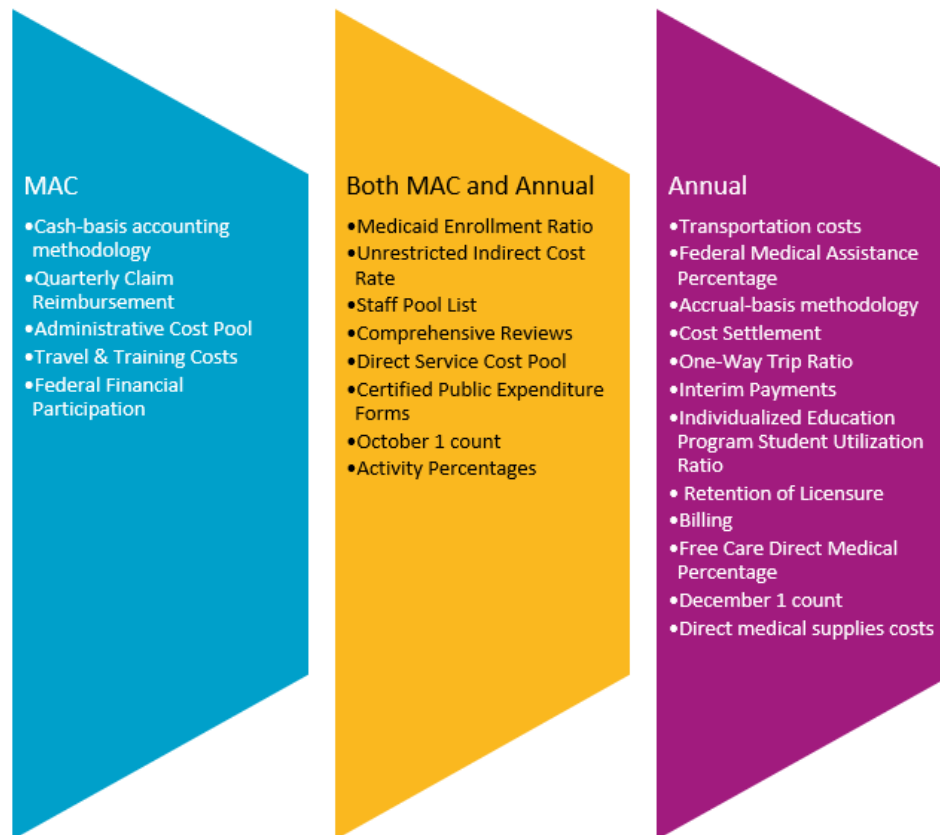 MAC
•Cash-basis accounting
methodology
•Quarterly Claim
Reimbursement
•Administrative Cost Pool
•Travel & Training Costs
•Federal Financial
Participation
Both MAC and Annual
•Medicaid Enrollment Ratio
•Unrestricted Indirect Cost
Rate
•Staff Pool List
•Comprehensive Reviews
•Direct Service Cost Pool
•Certified Public Expenditure
Forms
•October 1 count
•Activity Percentages
Annual
•Transportation costs
•Federal Medical Assistance
Percentage
•Accrual-basis methodology
•Cost Settlement
•One-Way Trip Ratio
•Interim Payments
•Individualized Education
Program Student Utilization
Ratio
• Retention of Licensure
•Billing
•Free Care Direct Medical
Percentage
•December 1 count
•Direct medical supplies costs